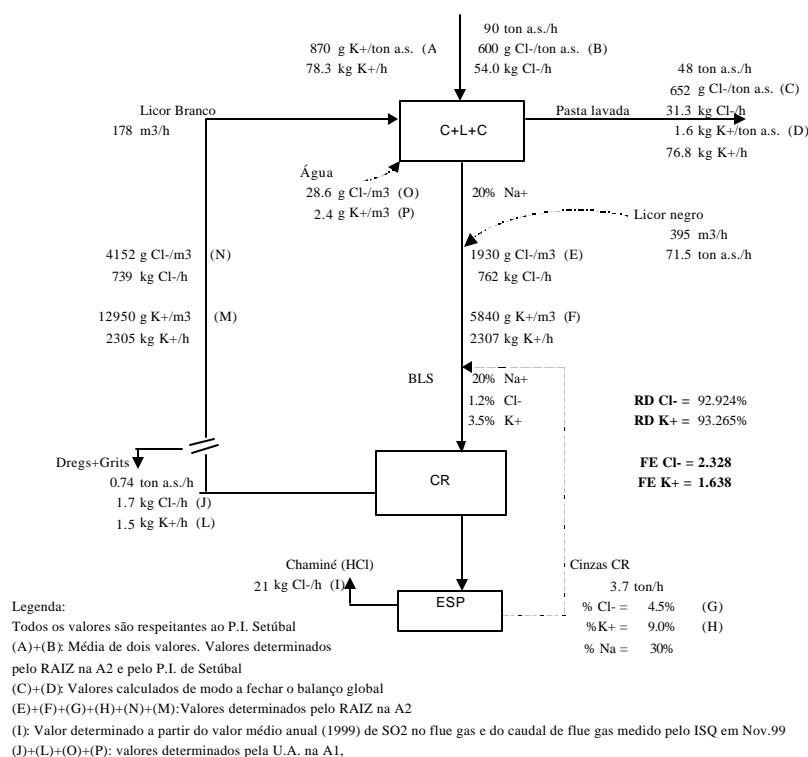 90 ton a.s./h
870 g K+/ton a.s. (A
600 g Cl-/ton a.s. (B)
78.3 kg K+/h
54.0 kg Cl-/h
48 ton a.s./h
652 g Cl-/ton a.s. (C)
31.3 kg Cl-/h
1.6 kg K+/ton a.s. (D)
76.8 kg K+/h
Licor Branco
178 m3/h
C+L+C
Pasta lavada
Água
28.6 g Cl-/m3 (O)
2.4 g K+/m3 (P)
20% Na+
Licor negro
395 m3/h
71.5 ton a.s./h
4152 g Cl-/m3 (N)
739 kg Cl-/h
1930 g Cl-/m3 (E)
762 kg Cl-/h
12950 g K+/m3 (M)
2305 kg K+/h
5840 g K+/m3 (F)
2307 kg K+/h
BLS
20% Na+
1.2% Cl-
3.5% K+
RD Cl- = 92.924%
RD K+ = 93.265%
FE Cl- = 2.328
FE K+ = 1.638
Dregs+Grits
0.74 ton a.s./h
1.7 kg Cl-/h (J)
1.5 kg K+/h (L)
CR
Chaminé (HCl)
21 kg Cl-/h (I)
ESP
Cinzas CR
3.7 ton/h
% Cl- = 4.5% (G)
%K+ = 9.0% (H)
% Na = 30%
Legenda:
Todos os valores são respeitantes ao P.I. Setúbal
(A)+(B): Média de dois valores. Valores determinados
pelo RAIZ na A2 e pelo P.I. de Setúbal
(C)+(D): Valores calculados de modo a fechar o balanço global
(E)+(F)+(G)+(H)+(N)+(M):Valores determinados pelo RAIZ na A2
(I): Valor determinado a partir do valor médio anual (1999) de SO2 no flue gas e do caudal de flue gas medido pelo ISQ em Nov.99
(J)+(L)+(O)+(P): valores determinados pela U.A. na A1,